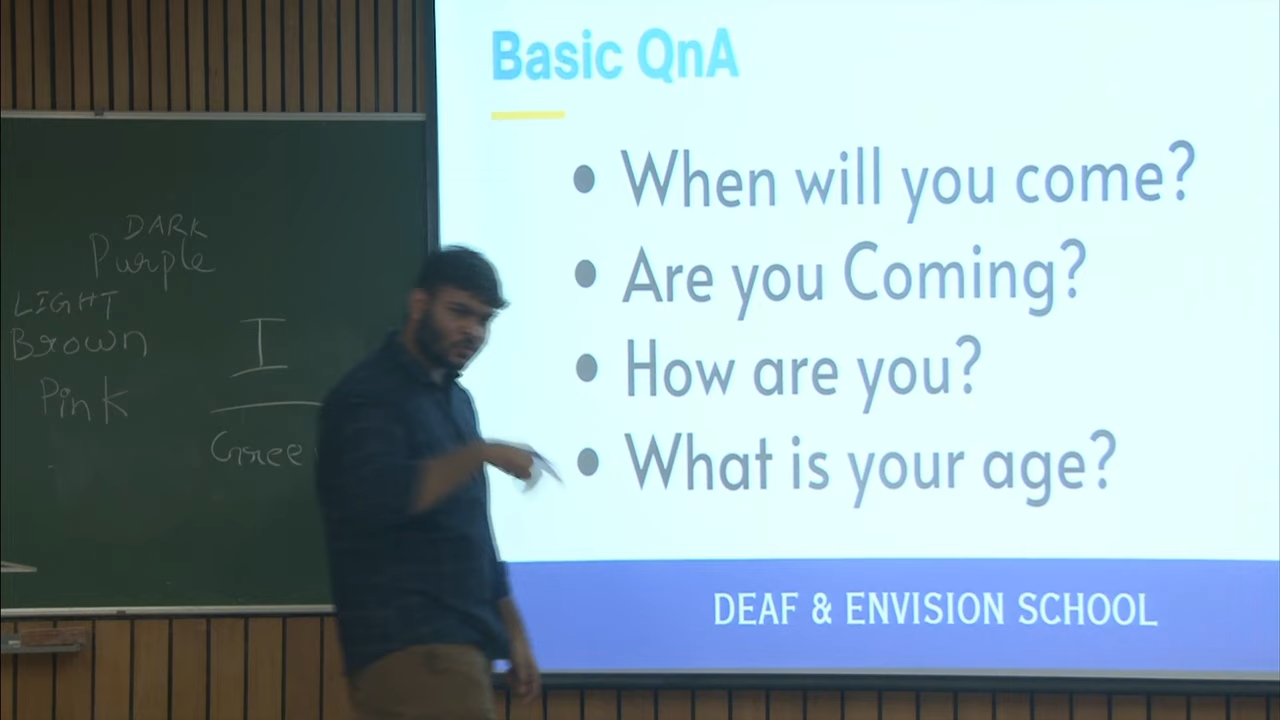 DARK
Purple
LIGHT
Brown
Pink
I
Basic QnA
• When will you come?
• Are you Coming?
• How are you?
• What is your age?
DEAF & ENVISION SCHOOL